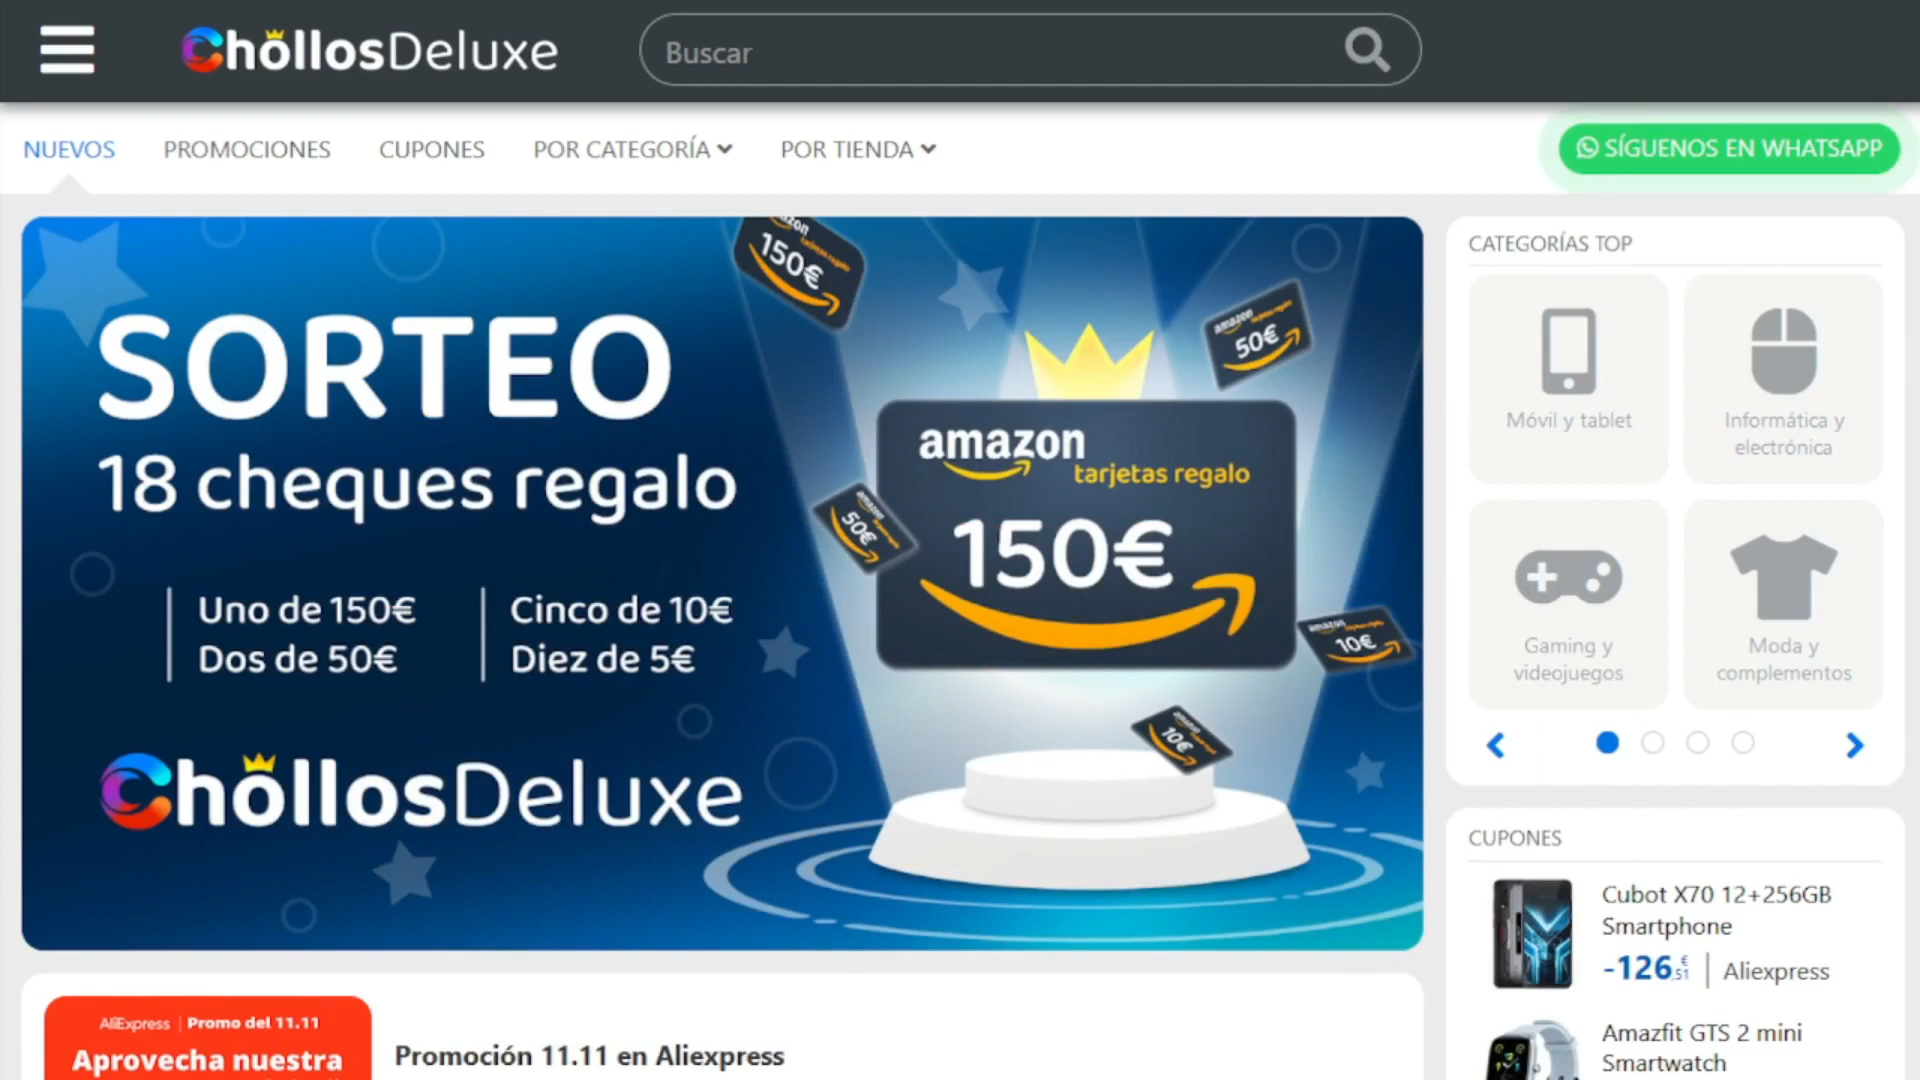 ChollosDeluxe
Buscar
NUEVOS
PROMOCIONES
CUPONES
POR CATEGORÍA
POR TIENDA
SÍGUENOS EN WHATSAPP
SORTEO
18 cheques regalo
Uno de 150€
Dos de 50€
Cinco de 10€
Diez de 5€
ChollosDeluxe
150€
amazon
50€
amazon
tarjetas regalo
150€
50€
amazon
10€
10€
CATEGORÍAS TOP
Móvil y tablet
Informática y
electrónica
Gaming y
videojuegos
Moda y
complementos
CUPONES
Cubot X70 12+256GB
Smartphone
-126,51€ | Aliexpress
Amazfit GTS 2 mini
Smartwatch
AliExpress | Promo del 11.11
Aprovecha nuestra
Promoción 11.11 en Aliexpress